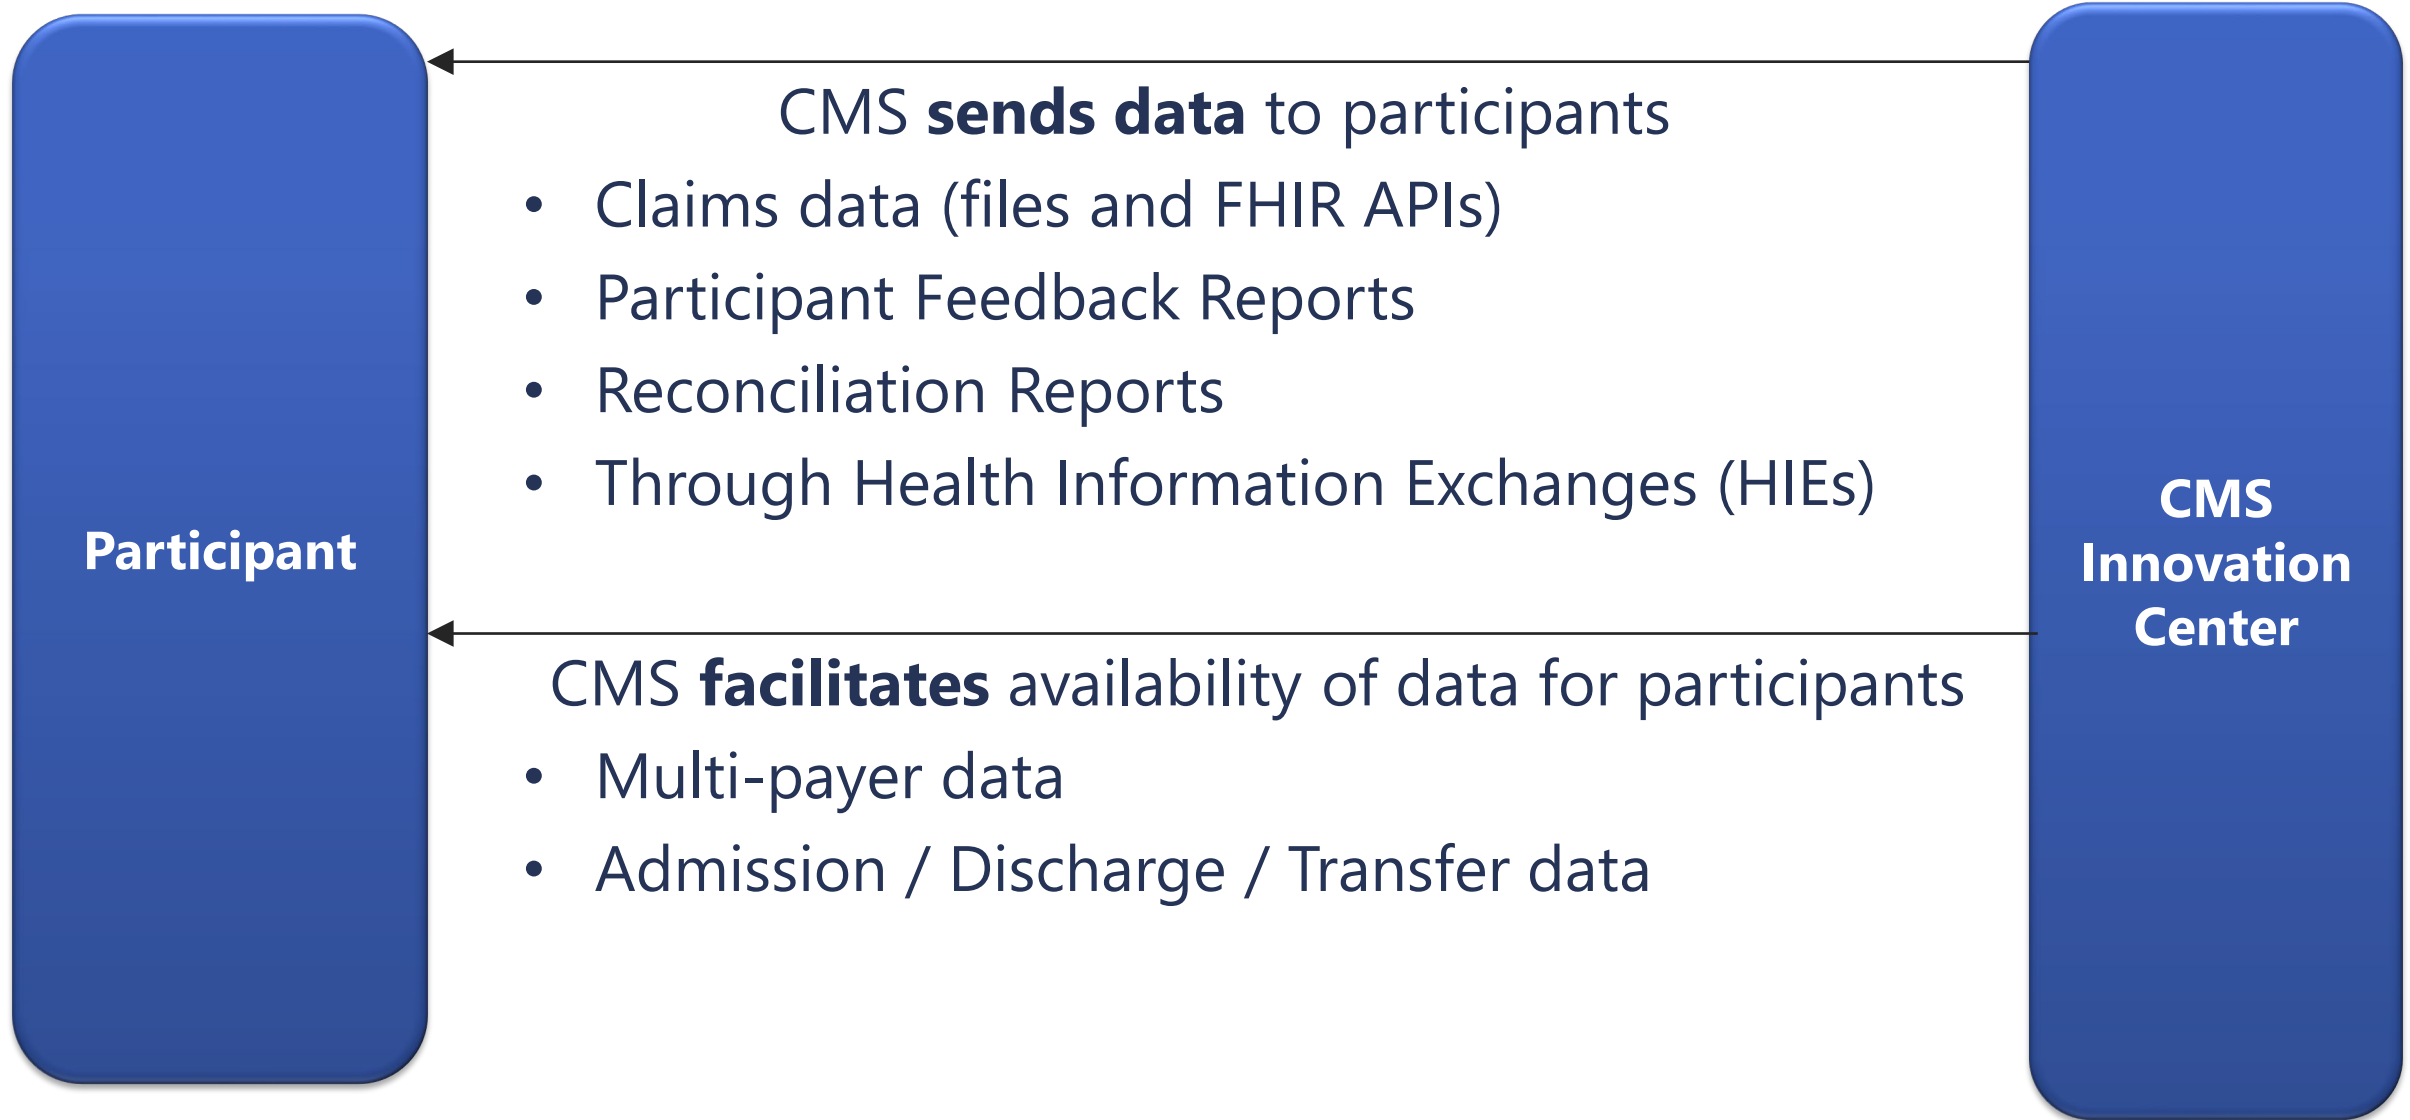 Participant
CMS sends data to participants
• Claims data (files and FHIR APIs)
• Participant Feedback Reports
• Reconciliation Reports
• Through Health Information Exchanges (HIEs)
CMS facilitates availability of data for participants
• Multi-payer data
• Admission / Discharge / Transfer data
CMS
Innovation
Center